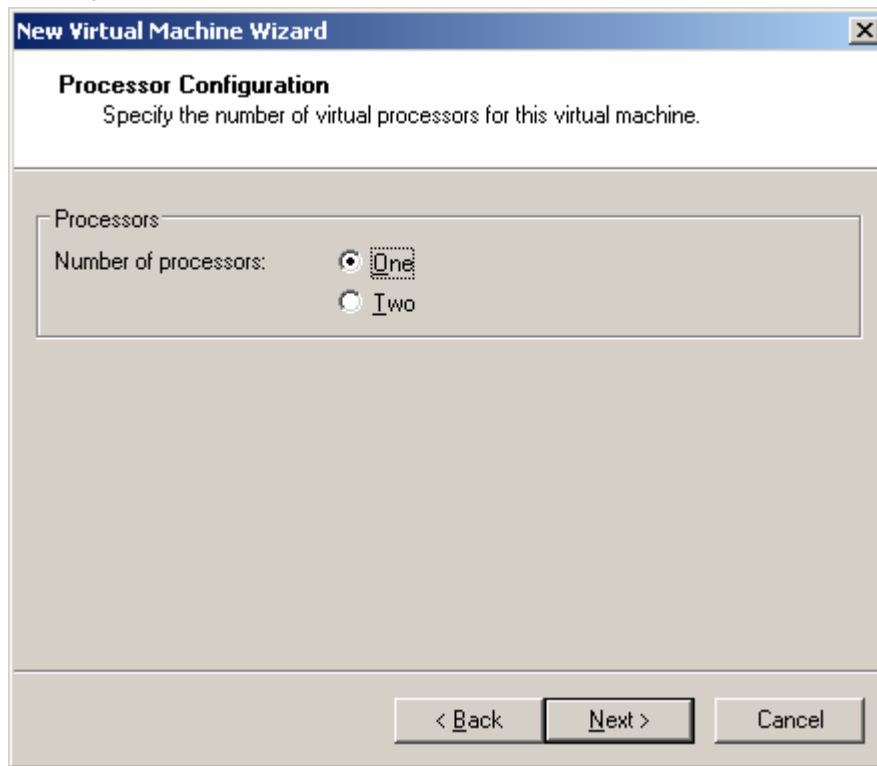 New Virtual Machine Wizard
Processor Configuration
Specify the number of virtual processors for this virtual machine.
Processors
Number of processors:
One
Two
< Back
Next >
Cancel